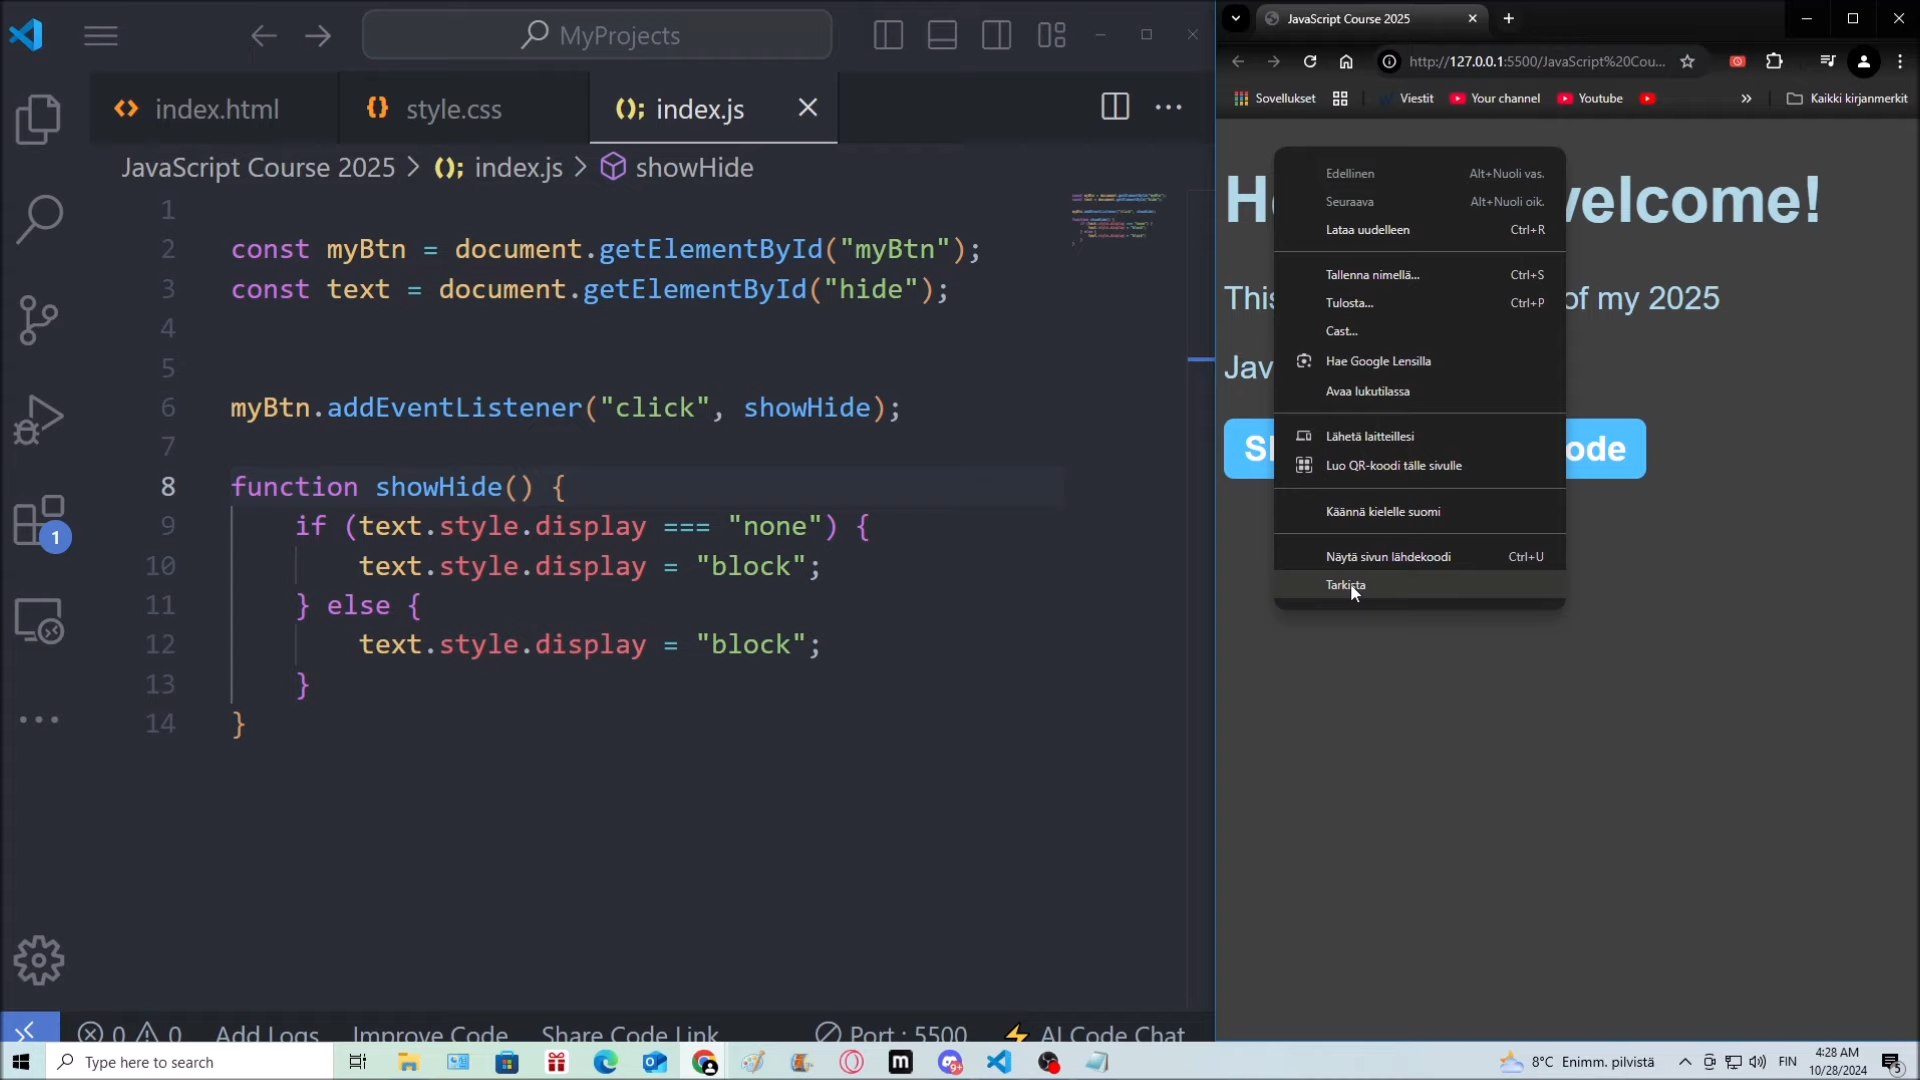 MyProjects
index.html
style.css
(); index.js
JavaScript Course 2025 > (); index.js > showHide
1
2 const myBtn = document.getElementById("myBtn");
3 const text = document.getElementById("hide");
4
5
6 myBtn.addEventListener("click", showHide);
7
8 function showHide() {
9 if (text.style.display === "none") {
10 text.style.display = "block";
11 } else {
12 text.style.display = "block";
13 }
14 }
1
0 0 Add Logs Improve Code Share Code Link Port : 5500 AI Code Chat
JavaScript Course 2025
http://127.0.0.1:5500/JavaScript%20Cou...
Sovellukset
Viestit
Your channel
Youtube
Kaikki kirjanmerkit
welcome!
of my 2025
ode
Edellinen Alt+Nuoli vas.
Seuraava Alt+Nuoli oik.
Lataa uudelleen Ctrl+R
Tallenna nimellä... Ctrl+S
Tulosta... Ctrl+P
Cast...
Hae Google Lensilla
Avaa lukutilassa
Lähetä laitteillesi
Luo QR-koodi tälle sivulle
Käännä kielelle suomi
Näytä sivun lähdekoodi Ctrl+U
Tarkista
Type here to search
9+
8°C Enimm. pilvistä
FIN
4:28 AM
10/28/2024
5